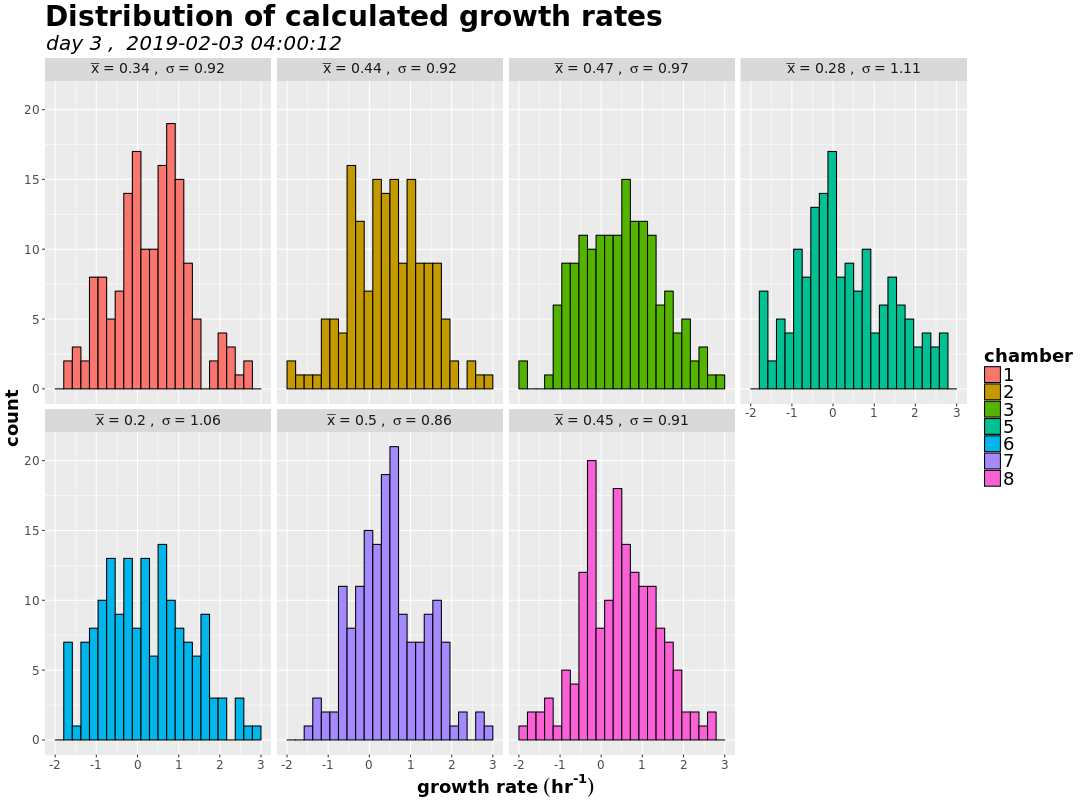 Distribution of calculated growth rates
day 3 ,  2019-02-03 04:00:12
x̅ = 0.34 ,  σ = 0.92
x̅ = 0.44 ,  σ = 0.92
x̅ = 0.47 ,  σ = 0.97
x̅ = 0.28 ,  σ = 1.11
20
15
10
5
0
-2 -1 0 1 2 3
x̅ = 0.2 ,  σ = 1.06
x̅ = 0.5 ,  σ = 0.86
x̅ = 0.45 ,  σ = 0.91
20
15
10
5
0
-2 -1 0 1 2 3
-2 -1 0 1 2 3
-2 -1 0 1 2 3
count
growth rate (hr⁻¹)
chamber
1
2
3
5
6
7
8